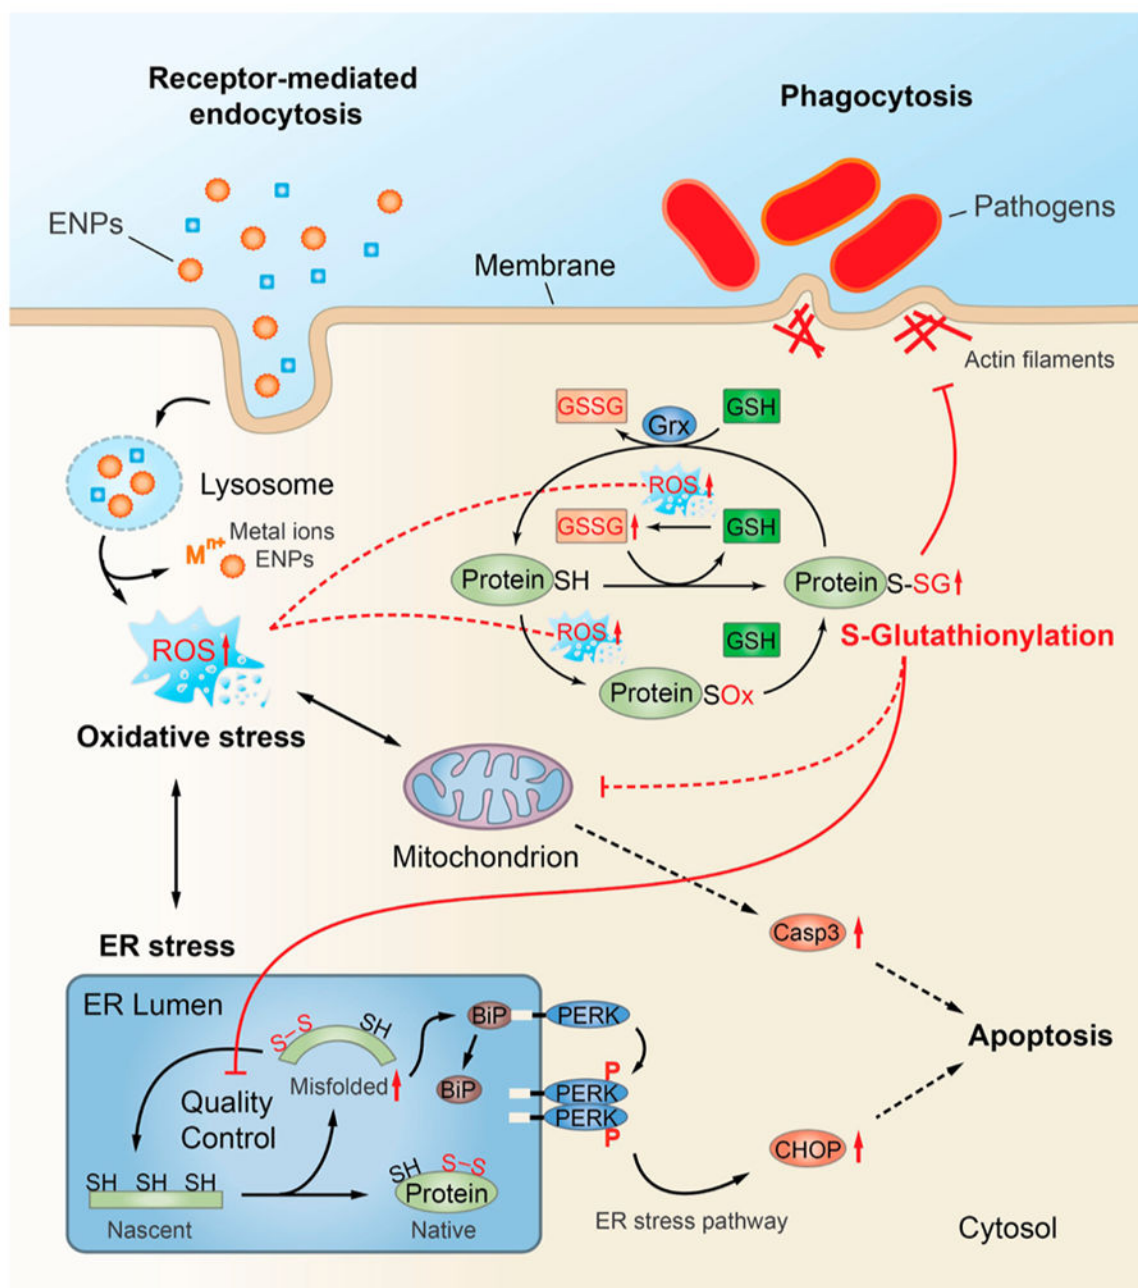 Receptor-mediated
endocytosis
Phagocytosis
ENPs
Pathogens
Membrane
Actin filaments
GSSG
Grx
GSH
Lysosome
ROS
GSSG
GSH
Mⁿ⁺
Metal ions
ENPs
Protein SH
Protein S-SG
ROS
ROS
GSH
S-Glutathionylation
Protein SOx
Oxidative stress
Mitochondrion
Casp3
ER stress
ER Lumen
S-S
SH
BiP
PERK
Apoptosis
Misfolded
BiP
P
PERK
PERK
P
Quality
Control
CHOP
SH SH SH
SH
S-S
Protein
Nascent
Native
ER stress pathway
Cytosol